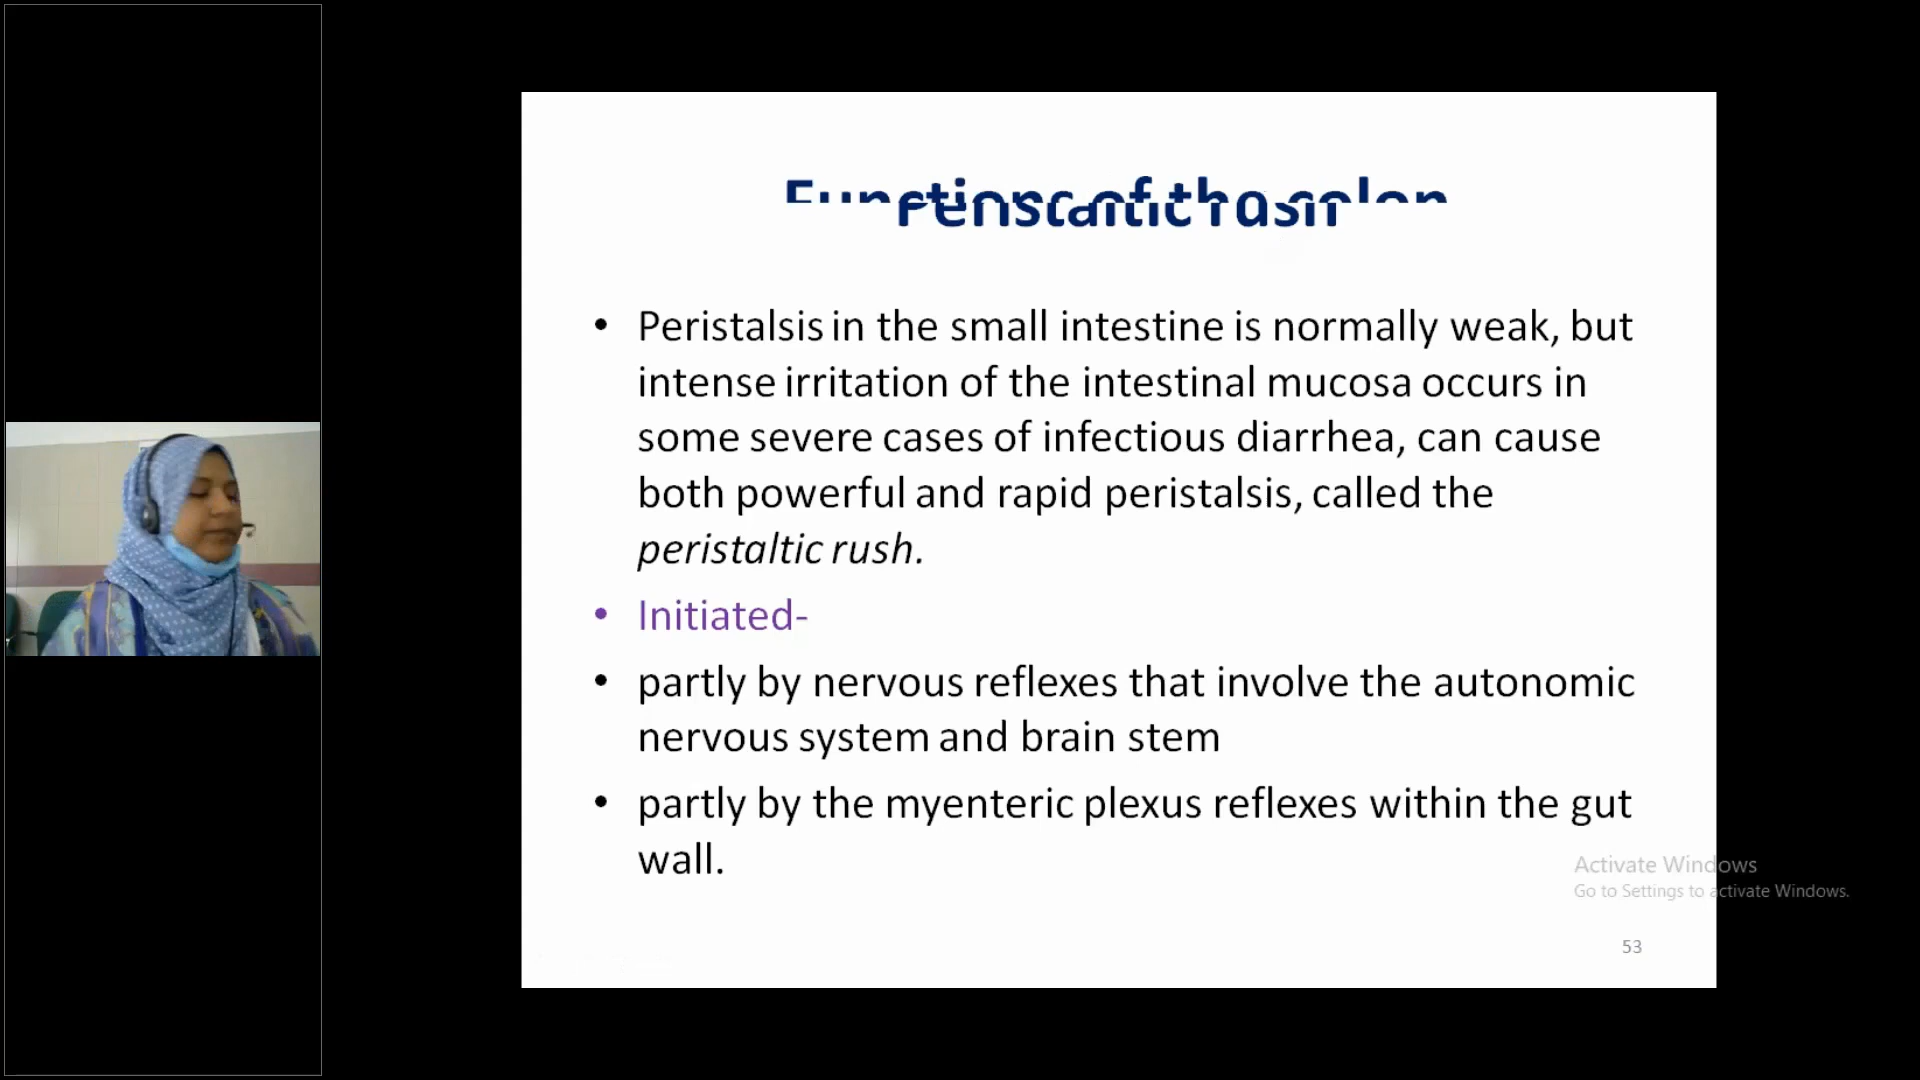 Functions of the colon
Peristaltic rush
• Peristalsis in the small intestine is normally weak, but
intense irritation of the intestinal mucosa occurs in
some severe cases of infectious diarrhea, can cause
both powerful and rapid peristalsis, called the
peristaltic rush.
• Initiated-
• partly by nervous reflexes that involve the autonomic
nervous system and brain stem
• partly by the myenteric plexus reflexes within the gut
wall.
Activate Windows
Go to Settings to activate Windows.
53